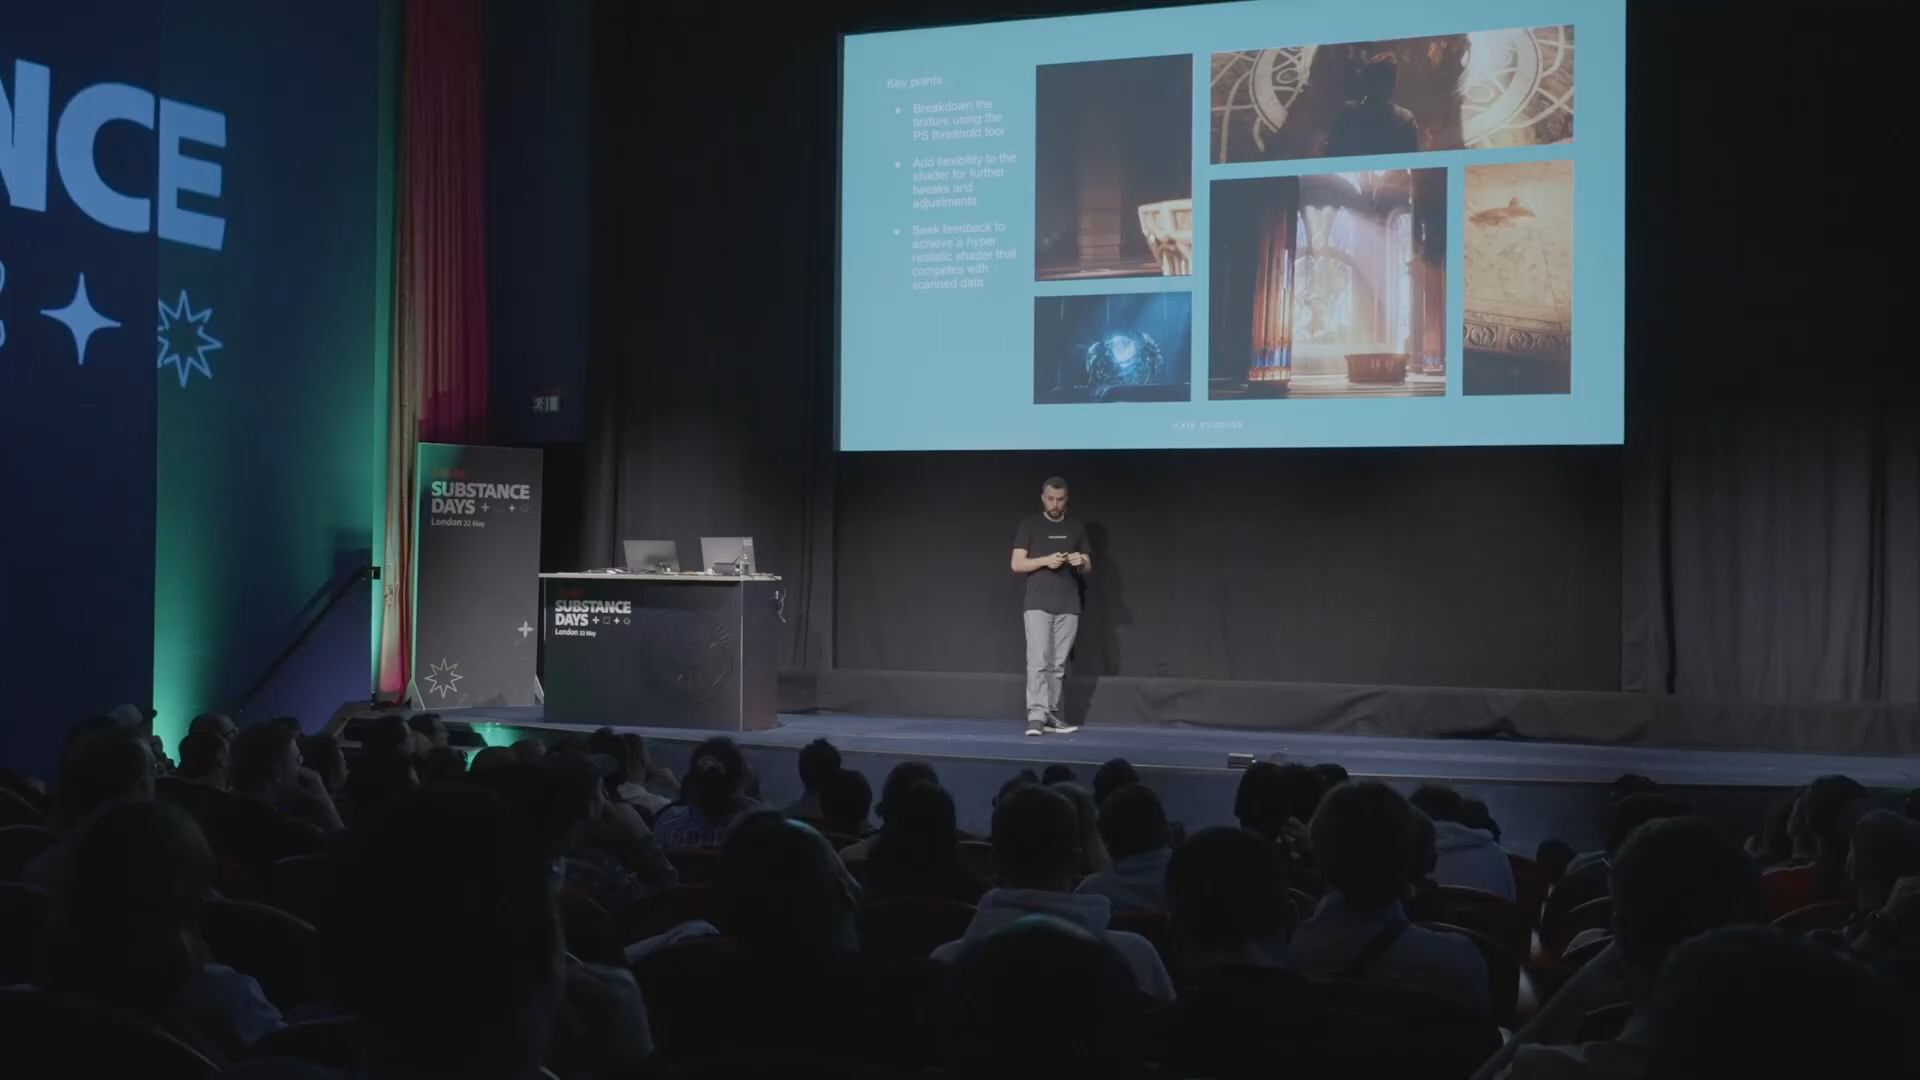 NCE
Key points
Breakdown the
texture using the
PS threshold tool
Add flexibility to the
shader for further
tweaks and
adjustments
Seek feedback to
achieve a hyper
realistic shader that
competes with
scanned data
AXIS STUDIOS
SUBSTANCE
DAYS
London 22 May
SUBSTANCE
DAYS
London 22 May